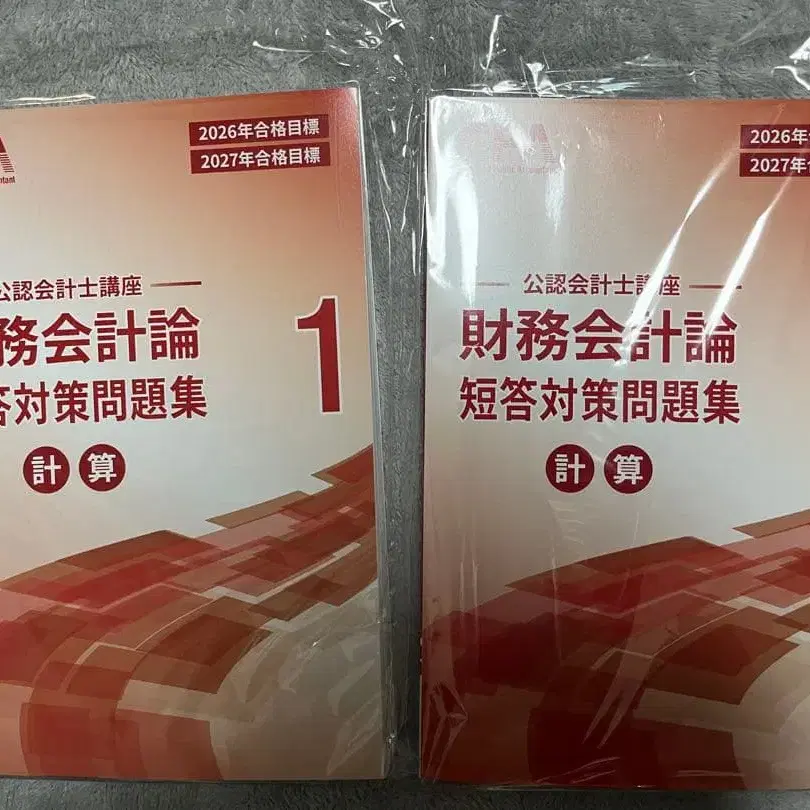 2026年合格目標
2027年合格目標
公認会計士講座
務会計論
答対策問題集
計算
1
2026年
2027年合
公認会計士講座
財務会計論
短答対策問題集
計算